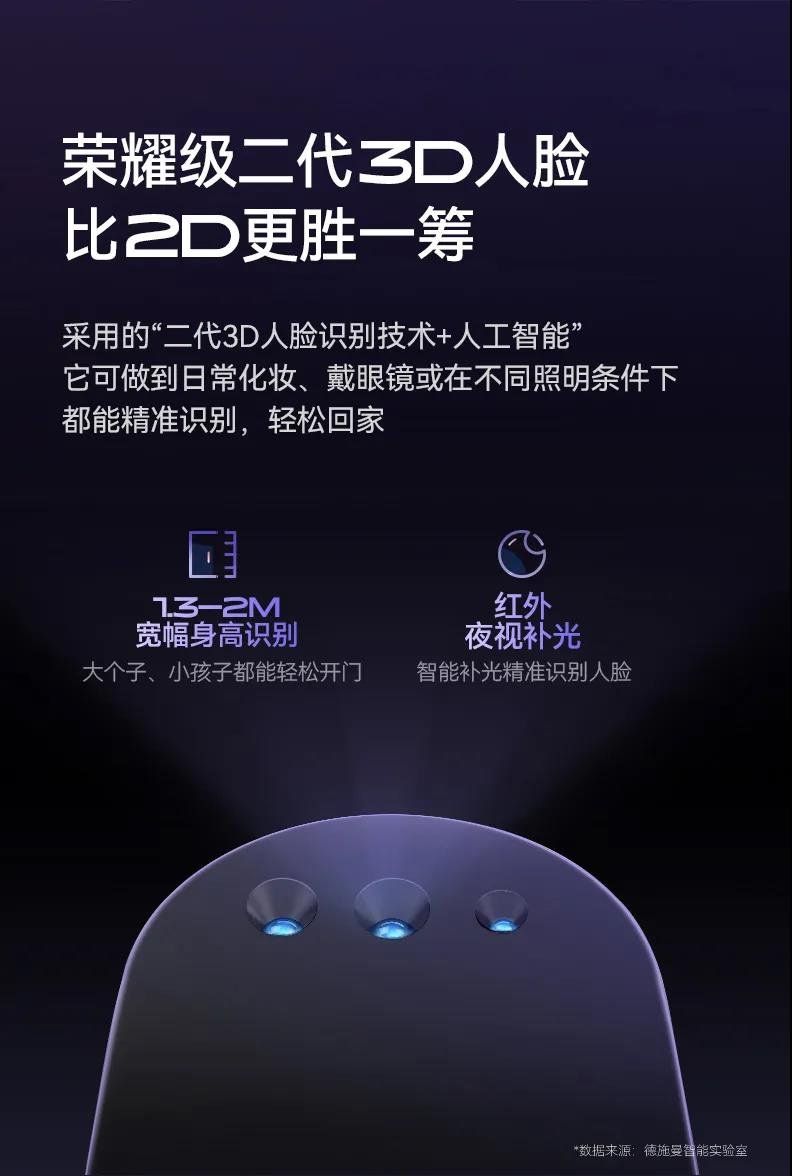 荣耀级二代3D人脸
比2D更胜一筹
采用的“二代3D人脸识别技术+人工智能”
它可做到日常化妆、戴眼镜或在不同照明条件下
都能精准识别，轻松回家
1.3-2M
宽幅身高识别
大个子、小孩子都能轻松开门
红外
夜视补光
智能补光精准识别人脸
*数据来源：德施曼智能实验室